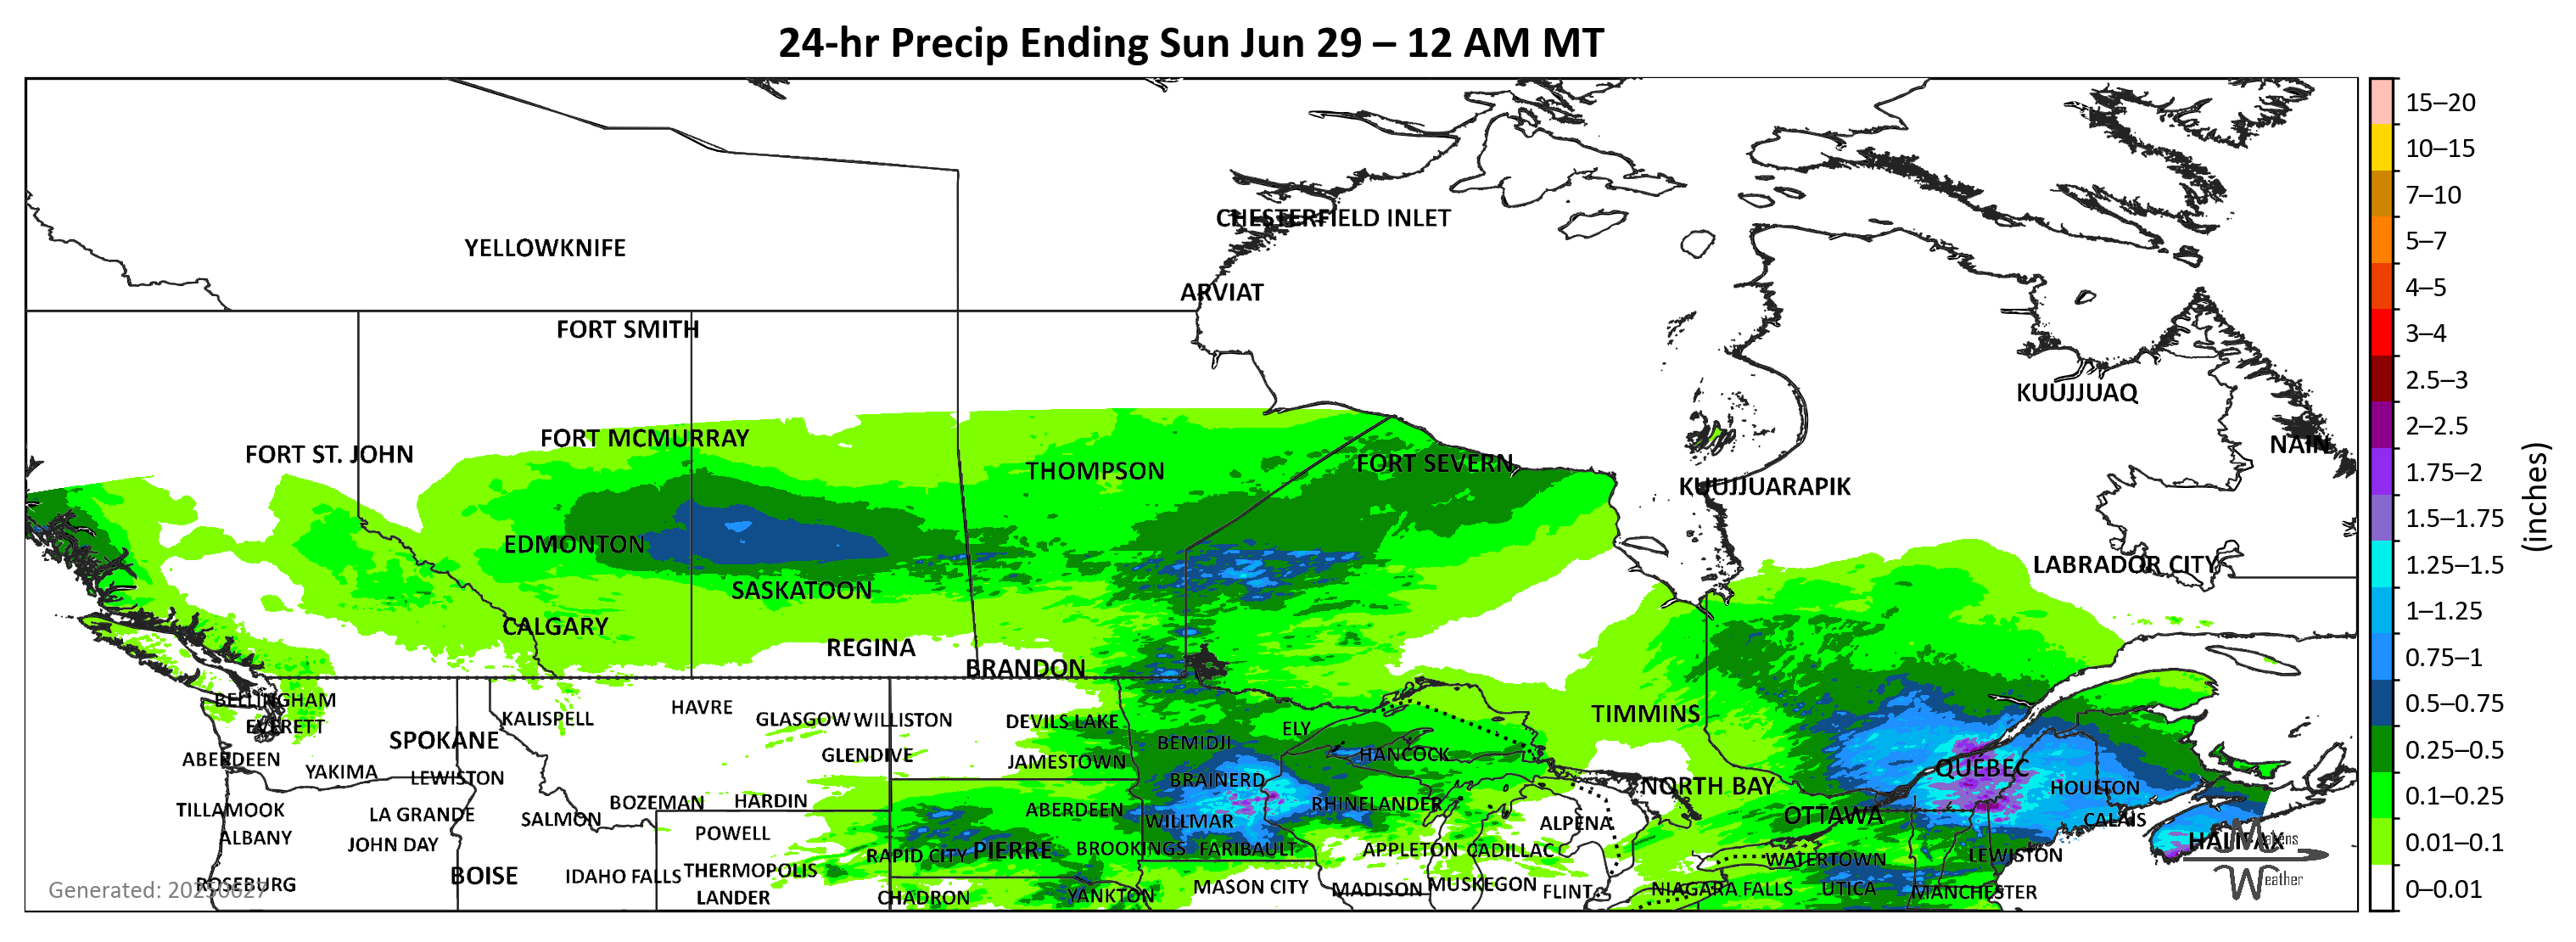 24-hr Precip Ending Sun Jun 29 – 12 AM MT
CHESTERFIELD INLET
YELLOWKNIFE
ARVIAT
FORT SMITH
KUUJJUAQ
FORT MCMURRAY
NAIN
FORT ST. JOHN
THOMPSON
FORT SEVERN
KUUJJUARAPIK
EDMONTON
LABRADOR CITY
SASKATOON
CALGARY
REGINA
BRANDON
BELLINGHAM
HAVRE
KALISPELL
GLASGOW
WILLISTON
DEVILS LAKE
TIMMINS
EVERETT
ELY
SPOKANE
BEMIDJI
ABERDEEN
GLENDIVE
JAMESTOWN
HANCOCK
QUEBEC
YAKIMA
LEWISTON
BRAINERD
NORTH BAY
HOULTON
TILLAMOOK
LA GRANDE
SALMON
BOZEMAN
HARDIN
ABERDEEN
RHINELANDER
OTTAWA
CALAIS
ALBANY
JOHN DAY
POWELL
WILLMAR
ALPENA
HALIFAX
Matens
Weather
RAPID CITY
PIERRE
BROOKINGS
FARIBAULT
APPLETON
CADILLAC
WATERTOWN
LEWISTON
ROSEBURG
BOISE
IDAHO FALLS
THERMOPOLIS
MASON CITY
MADISON
MUSKEGON
FLINT
NIAGARA FALLS
UTICA
MANCHESTER
LANDER
CHADRON
YANKTON
Generated: 20250627
15–20
10–15
7–10
5–7
4–5
3–4
2.5–3
2–2.5
1.75–2
1.5–1.75
1.25–1.5
1–1.25
0.75–1
0.5–0.75
0.25–0.5
0.1–0.25
0.01–0.1
0–0.01
(inches)